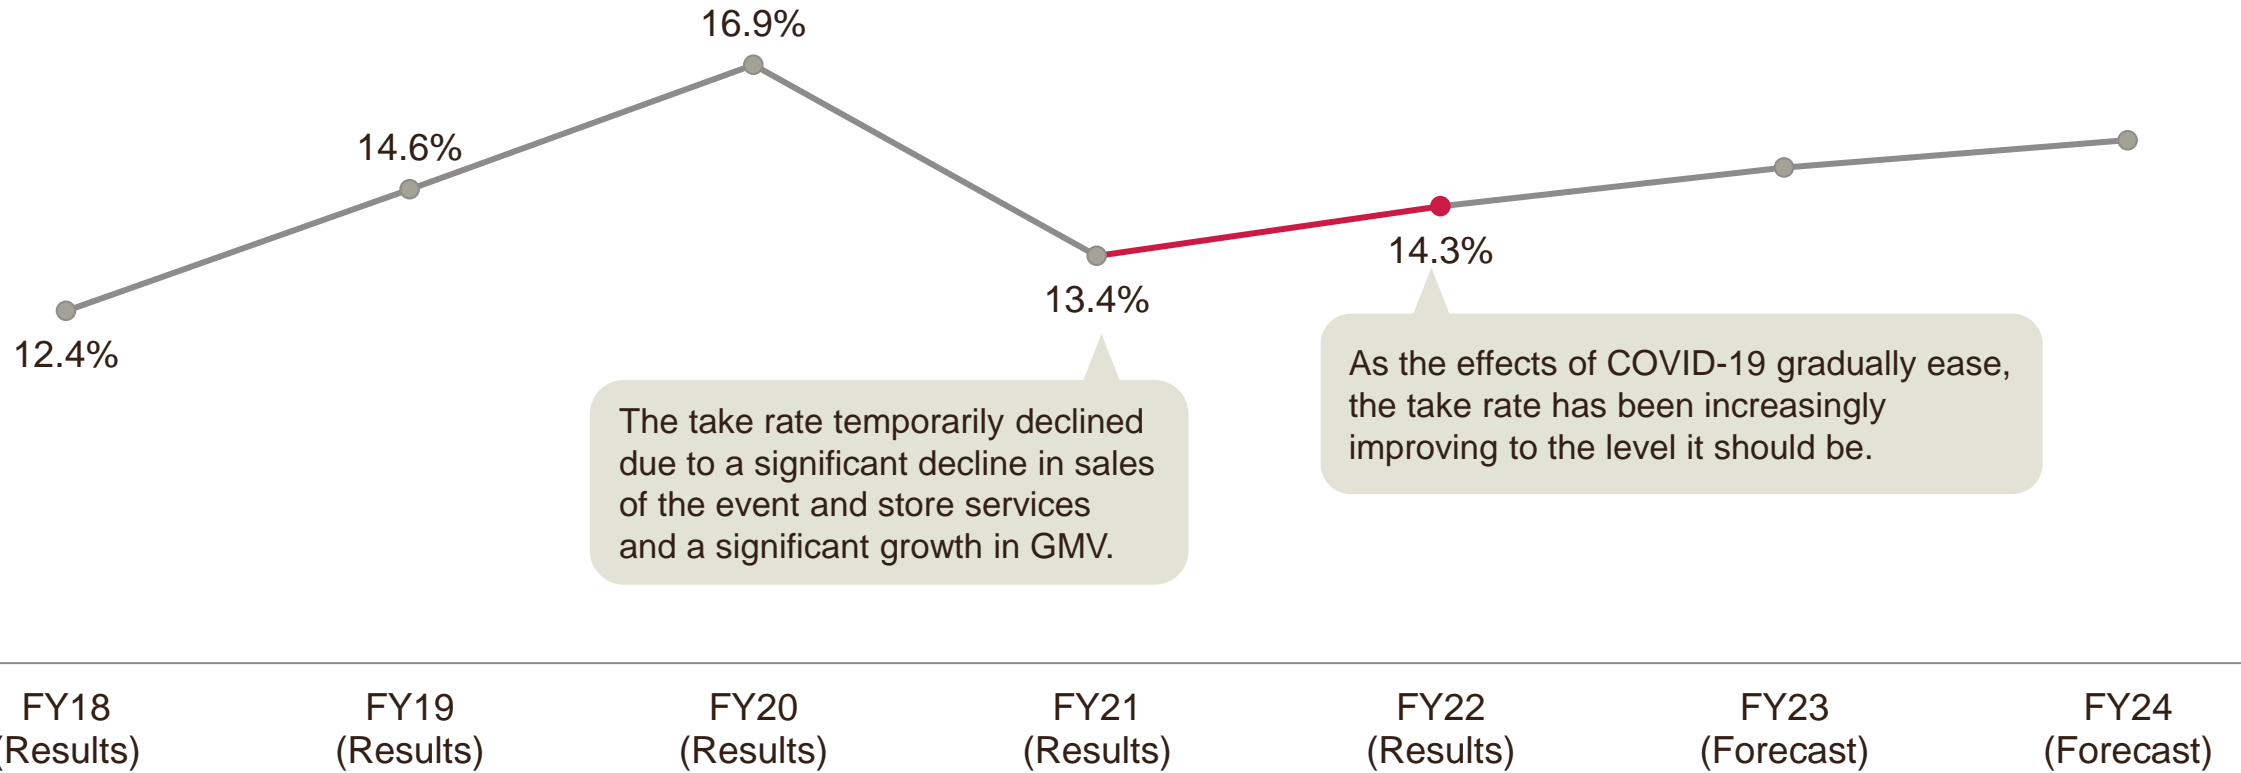 16.9%
14.6%
12.4%
13.4%
14.3%
The take rate temporarily declined
due to a significant decline in sales
of the event and store services
and a significant growth in GMV.
As the effects of COVID-19 gradually ease,
the take rate has been increasingly
improving to the level it should be.
FY18
(Results)
FY19
(Results)
FY20
(Results)
FY21
(Results)
FY22
(Results)
FY23
(Forecast)
FY24
(Forecast)